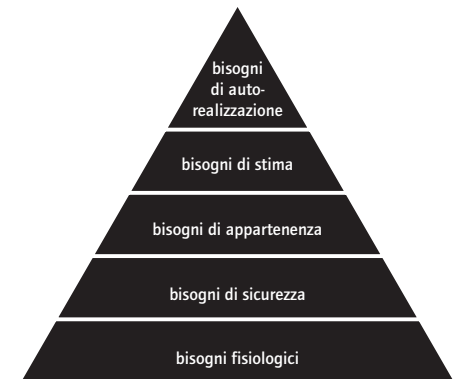 bisogni
di auto-
realizzazione
bisogni di stima
bisogni di appartenenza
bisogni di sicurezza
bisogni fisiologici